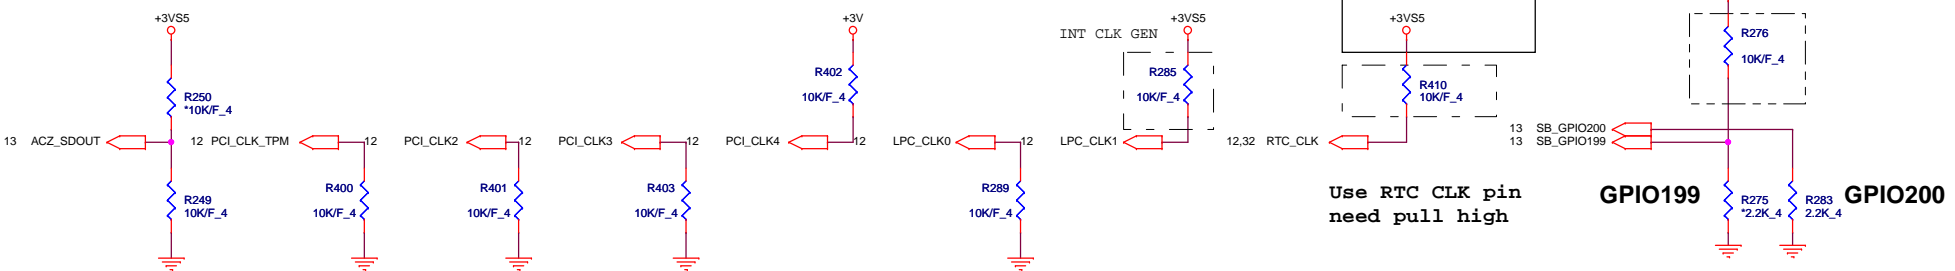 +3VS5
+3V
+3VS5
+3VS5
INT CLK GEN
R276
10K/F_4
R402
10K/F_4
R285
10K/F_4
R410
10K/F_4
R250
*10K/F_4
13 ACZ_SDOUT
12 PCI_CLK_TPM
12
PCI_CLK2
12
PCI_CLK3
12
PCI_CLK4
12
LPC_CLK0
12
LPC_CLK1
12,32 RTC_CLK
13 SB_GPIO200
13 SB_GPIO199
R249
10K/F_4
R400
10K/F_4
R401
10K/F_4
R403
10K/F_4
R289
10K/F_4
Use RTC CLK pin
need pull high
GPIO199
R275
*2.2K_4
R283
2.2K_4
GPIO200